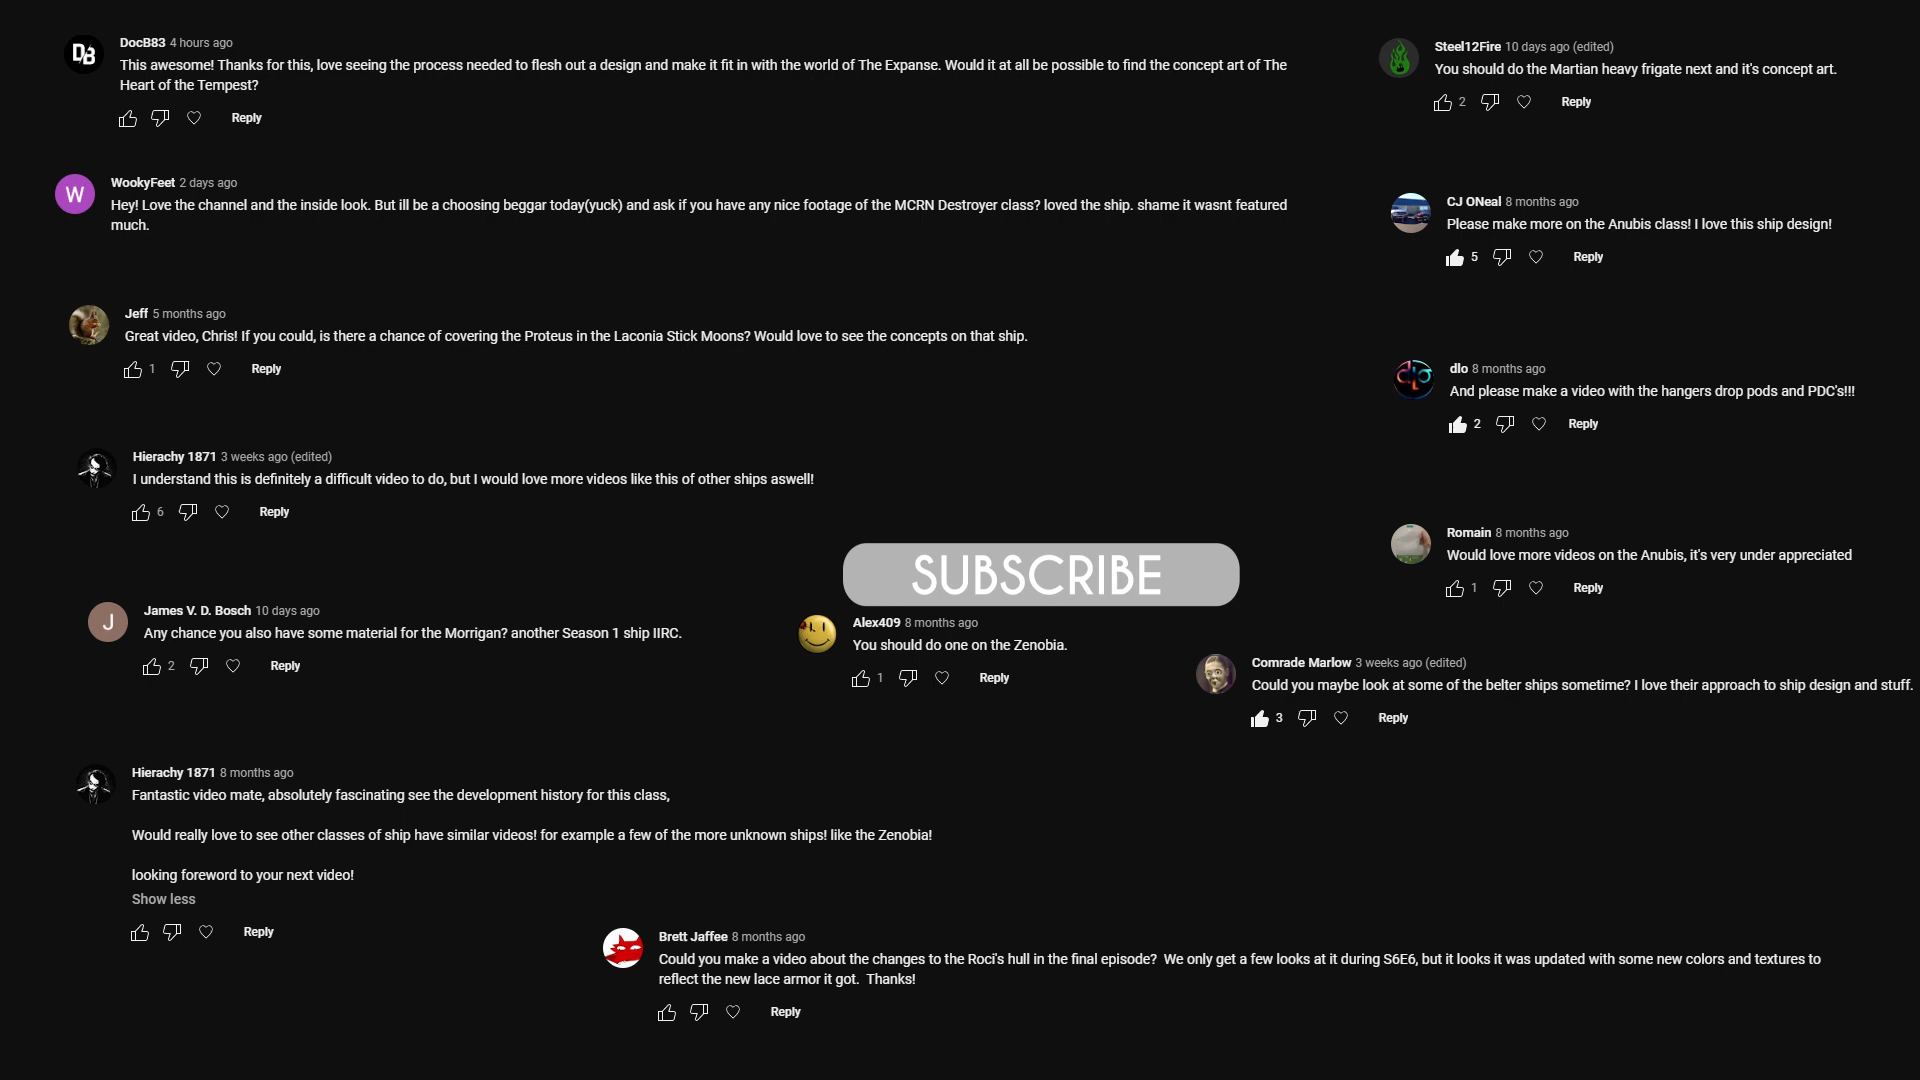 DB
DocB83 4 hours ago
This awesome! Thanks for this, love seeing the process needed to flesh out a design and make it fit in with the world of The Expanse. Would it at all be possible to find the concept art of The
Heart of the Tempest?
Reply
W
WookyFeet 2 days ago
Hey! Love the channel and the inside look. But ill be a choosing beggar today(yuck) and ask if you have any nice footage of the MCRN Destroyer class? loved the ship. shame it wasnt featured
much.
Jeff 5 months ago
Great video, Chris! If you could, is there a chance of covering the Proteus in the Laconia Stick Moons? Would love to see the concepts on that ship.
1 Reply
Hierachy 1871 3 weeks ago (edited)
I understand this is definitely a difficult video to do, but I would love more videos like this of other ships aswell!
6 Reply
J
James V. D. Bosch 10 days ago
Any chance you also have some material for the Morrigan? another Season 1 ship IIRC.
2 Reply
Hierachy 1871 8 months ago
Fantastic video mate, absolutely fascinating see the development history for this class,
Would really love to see other classes of ship have similar videos! for example a few of the more unknown ships! like the Zenobia!
looking foreword to your next video!
Show less
Reply
SUBSCRIBE
Alex409 8 months ago
You should do one on the Zenobia.
1 Reply
Steel12Fire 10 days ago (edited)
You should do the Martian heavy frigate next and it's concept art.
2 Reply
CJ ONeal 8 months ago
Please make more on the Anubis class! I love this ship design!
5 Reply
dlo
dlo 8 months ago
And please make a video with the hangers drop pods and PDC's!!!
2 Reply
Romain 8 months ago
Would love more videos on the Anubis, it's very under appreciated
1 Reply
Comrade Marlow 3 weeks ago (edited)
Could you maybe look at some of the belter ships sometime? I love their approach to ship design and stuff.
3 Reply
Brett Jaffee 8 months ago
Could you make a video about the changes to the Roci's hull in the final episode?  We only get a few looks at it during S6E6, but it looks it was updated with some new colors and textures to
reflect the new lace armor it got.  Thanks!
Reply